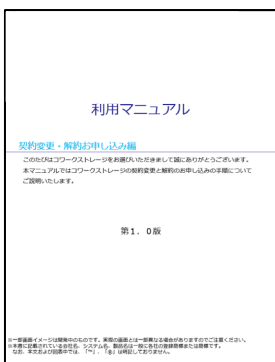 利用マニュアル
契約変更・解約お申し込み編
このたびはコワークストレージをお選びいただきまして誠にありがとうございます。
本マニュアルではコワークストレージの契約変更と解約のお申し込みの手順について
ご説明いたします。
第1．0版
※一部画面イメージは開発中のものです。実際の画面とは一部異なる場合がありますのでご注意ください。
※本書に記載されている会社名、システム名、製品名は一般に各社の登録商標または商標です。
なお、本文および図表中では、「™」、「®」は明記しておりません。